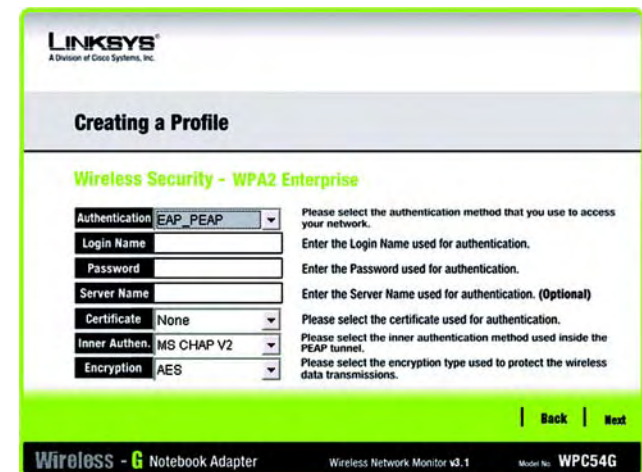 LINKSYS®
A Division of Cisco Systems, Inc.
Creating a Profile
Wireless Security - WPA2 Enterprise
Authentication EAP_PEAP Please select the authentication method that you use to access
your network.
Login Name Enter the Login Name used for authentication.
Password Enter the Password used for authentication.
Server Name Enter the Server Name used for authentication. (Optional)
Certificate None Please select the certificate used for authentication.
Inner Authen. MS CHAP V2 Please select the inner authentication method used inside the
PEAP tunnel.
Encryption AES Please select the encryption type used to protect the wireless
data transmissions.
Back Next
Wireless - G Notebook Adapter Wireless Network Monitor v3.1 Model No. WPC54G